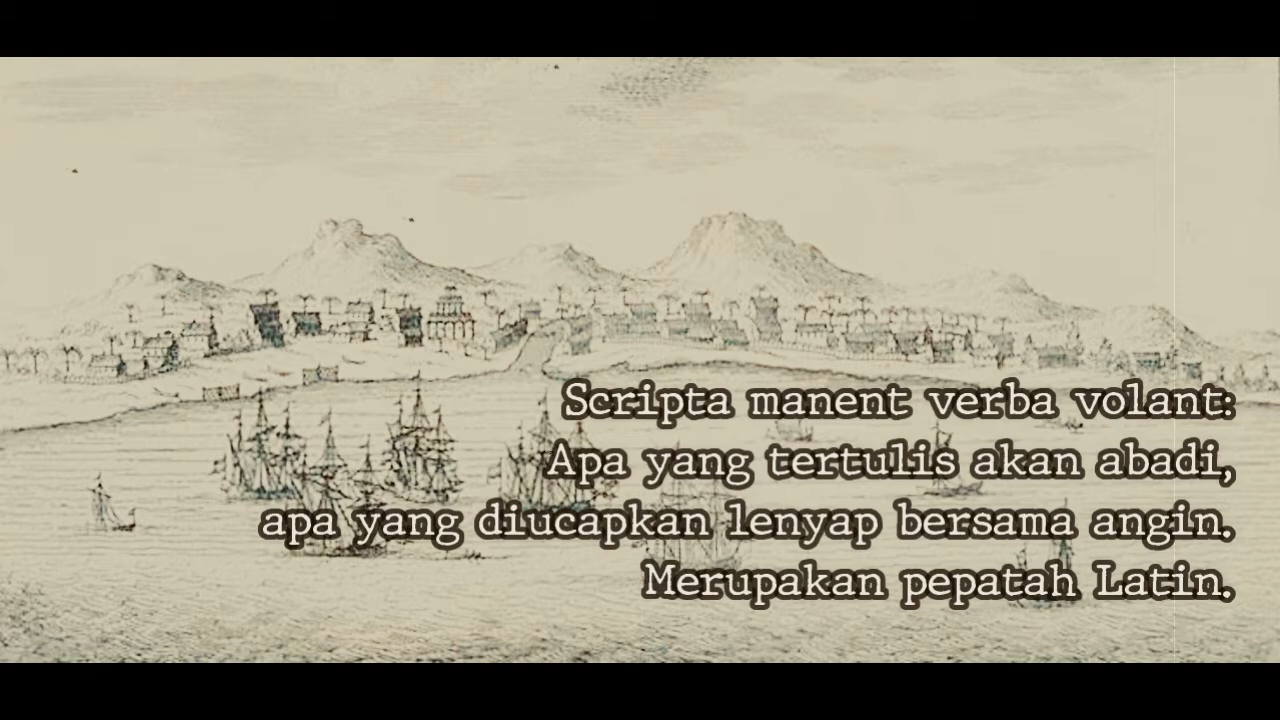 Scripta manent verba volant:
Apa yang tertulis akan abadi,
apa yang diucapkan lenyap bersama angin.
Merupakan pepatah Latin.